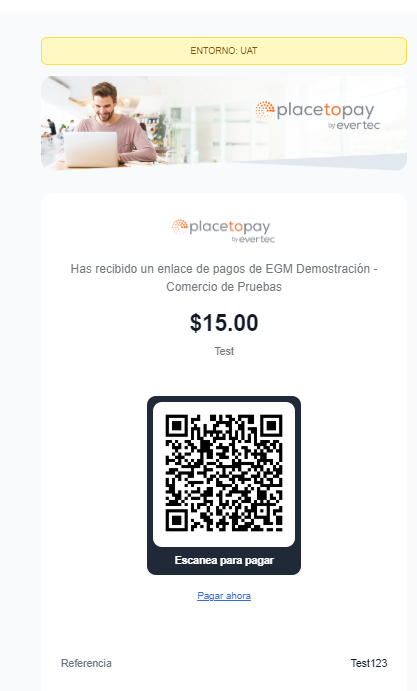 ENTORNO: UAT
placetopay
by evertec
placetopay
by evertec
Has recibido un enlace de pagos de EGM Demostración -
Comercio de Pruebas
$15.00
Test
Escanea para pagar
Pagar ahora
Referencia Test123